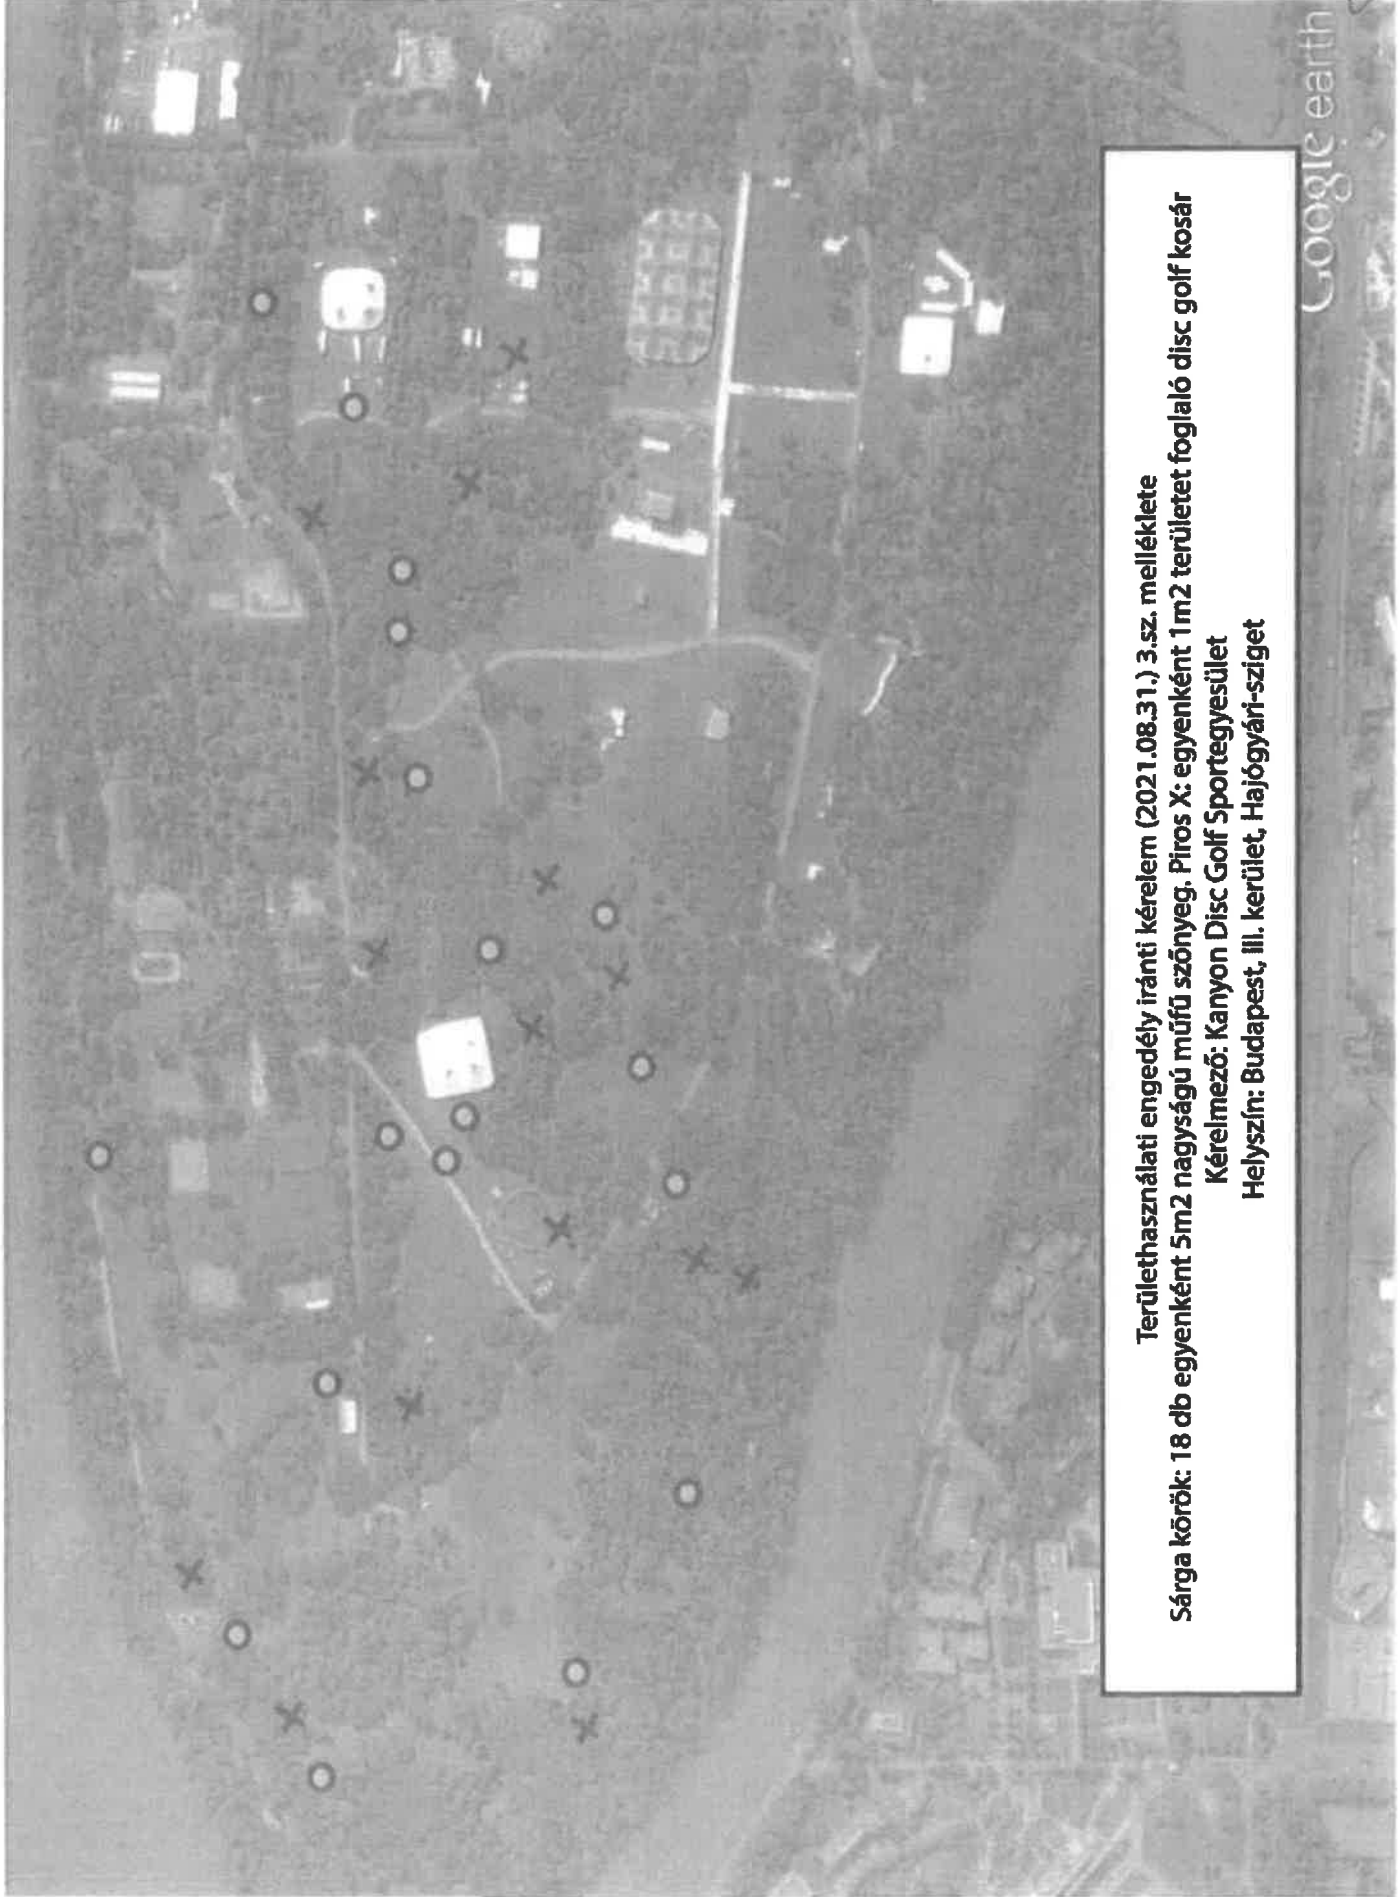 Területhasználati engedély iránti kérelem (2021.08.31.) 3.sz. melléklete
Sárga körök: 18 db egyenként 5m2 nagyságú műfű szőnyeg. Piros X: egyenként 1m2 területet foglaló disc golf kosár
Kérelmező: Kanyon Disc Golf Sportegyesület
Helyszín: Budapest, III. kerület, Hajógyári-sziget
Google earth